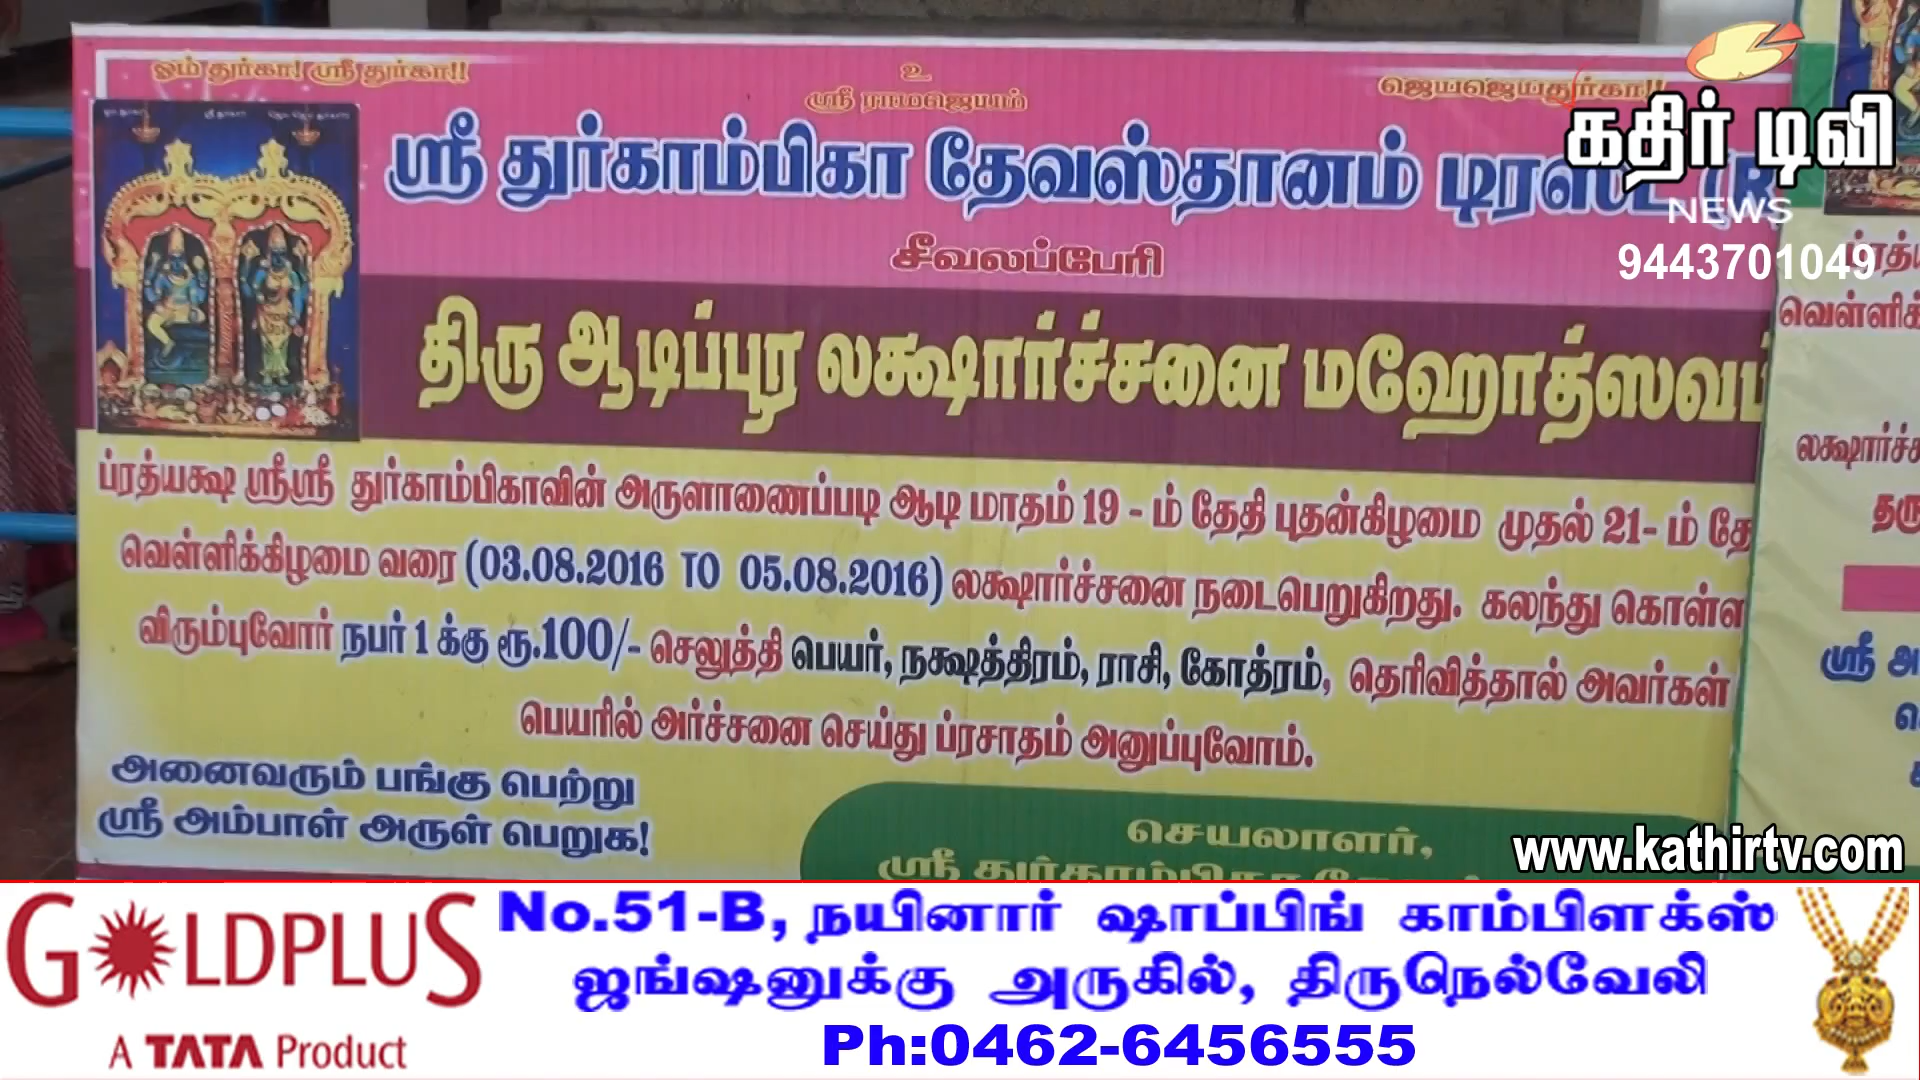 ஓம் துர்கா! ஸ்ரீ துர்கா!!
உ
ஸ்ரீ ராமஜெயம்
ஜெயஜெயதுர்கா!!
ஸ்ரீ துர்காம்பிகா தேவஸ்தானம் டிரஸ்ட்
சீவலப்பேரி
திரு ஆடிப்பூர லக்ஷார்ச்சனை மஹோத்ஸவம்
ப்ரத்யக்ஷ ஸ்ரீஸ்ரீ துர்காம்பிகாவின் அருளாணைப்படி ஆடி மாதம் 19 - ம் தேதி புதன்கிழமை முதல் 21- ம் தே
வெள்ளிக்கிழமை வரை (03.08.2016 TO 05.08.2016) லக்ஷார்ச்சனை நடைபெறுகிறது. கலந்து கொள்ள
விரும்புவோர் நபர் 1 க்கு ரூ.100/- செலுத்தி பெயர், நக்ஷத்திரம், ராசி, கோத்ரம், தெரிவித்தால் அவர்கள்
பெயரில் அர்ச்சனை செய்து ப்ரசாதம் அனுப்புவோம்.
அனைவரும் பங்கு பெற்று
ஸ்ரீ அம்பாள் அருள் பெறுக!
செயலாளர்,
ஸ்ரீ துர்காம்பிகா
கதிர் டிவி
NEWS
9443701049
வெள்ளிக்
லக்ஷார்ச்ச
தரு
ஸ்ரீ அ
www.kathirtv.com
GOLDPLUS
A TATA Product
No.51-B, நயினார் ஷாப்பிங் காம்பிளக்ஸ்
ஜங்ஷனுக்கு அருகில், திருநெல்வேலி
Ph:0462-6456555